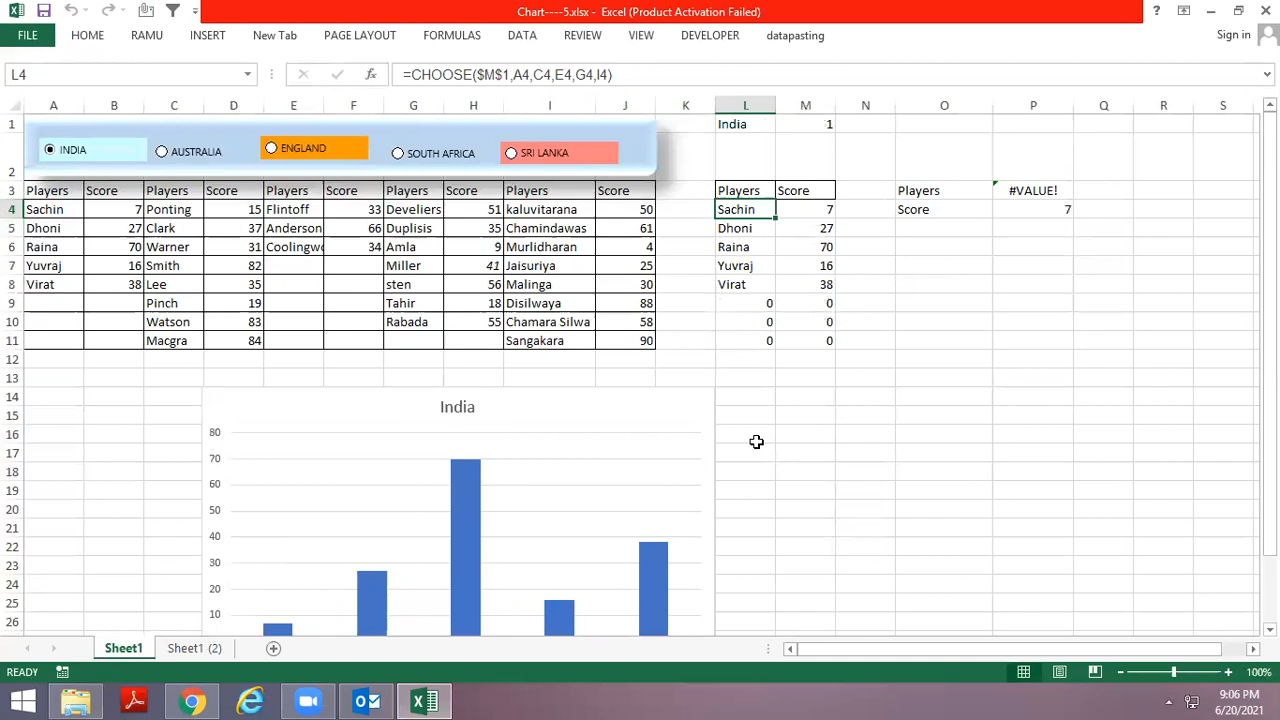 Chart----5.xlsx - Excel (Product Activation Failed)
FILE HOME RAMU INSERT New Tab PAGE LAYOUT FORMULAS DATA REVIEW VIEW DEVELOPER datapasting Sign in
L4 fx =CHOOSE($M$1,A4,C4,E4,G4,I4)
A B C D E F G H I J K L M N O P Q R S
1 India 1
2 INDIA AUSTRALIA ENGLAND SOUTH AFRICA SRI LANKA
3 Players Score Players Score Players Score Players Score Players Score Players Score Players #VALUE!
4 Sachin 7 Ponting 15 Flintoff 33 Develiers 51 kaluvitarana 50 Sachin 7 Score 7
5 Dhoni 27 Clark 37 Anderson 66 Duplisis 35 Chamindawas 61 Dhoni 27
6 Raina 70 Warner 31 Coolingwo 34 Amla 9 Murlidharan 4 Raina 70
7 Yuvraj 16 Smith 82 Miller 41 Jaisuriya 25 Yuvraj 16
8 Virat 38 Lee 35 sten 56 Malinga 30 Virat 38
9 Pinch 19 Tahir 18 Disilwaya 88 0 0
10 Watson 83 Rabada 55 Chamara Silwa 58 0 0
11 Macgra 84 Sangakara 90 0 0
12
13
14 India
15 80
16 70
17
18 60
19 50
20
21 40
22
23 30
24 20
25 10
26
Sheet1 Sheet1 (2)
READY 100%
9:06 PM
6/20/2021